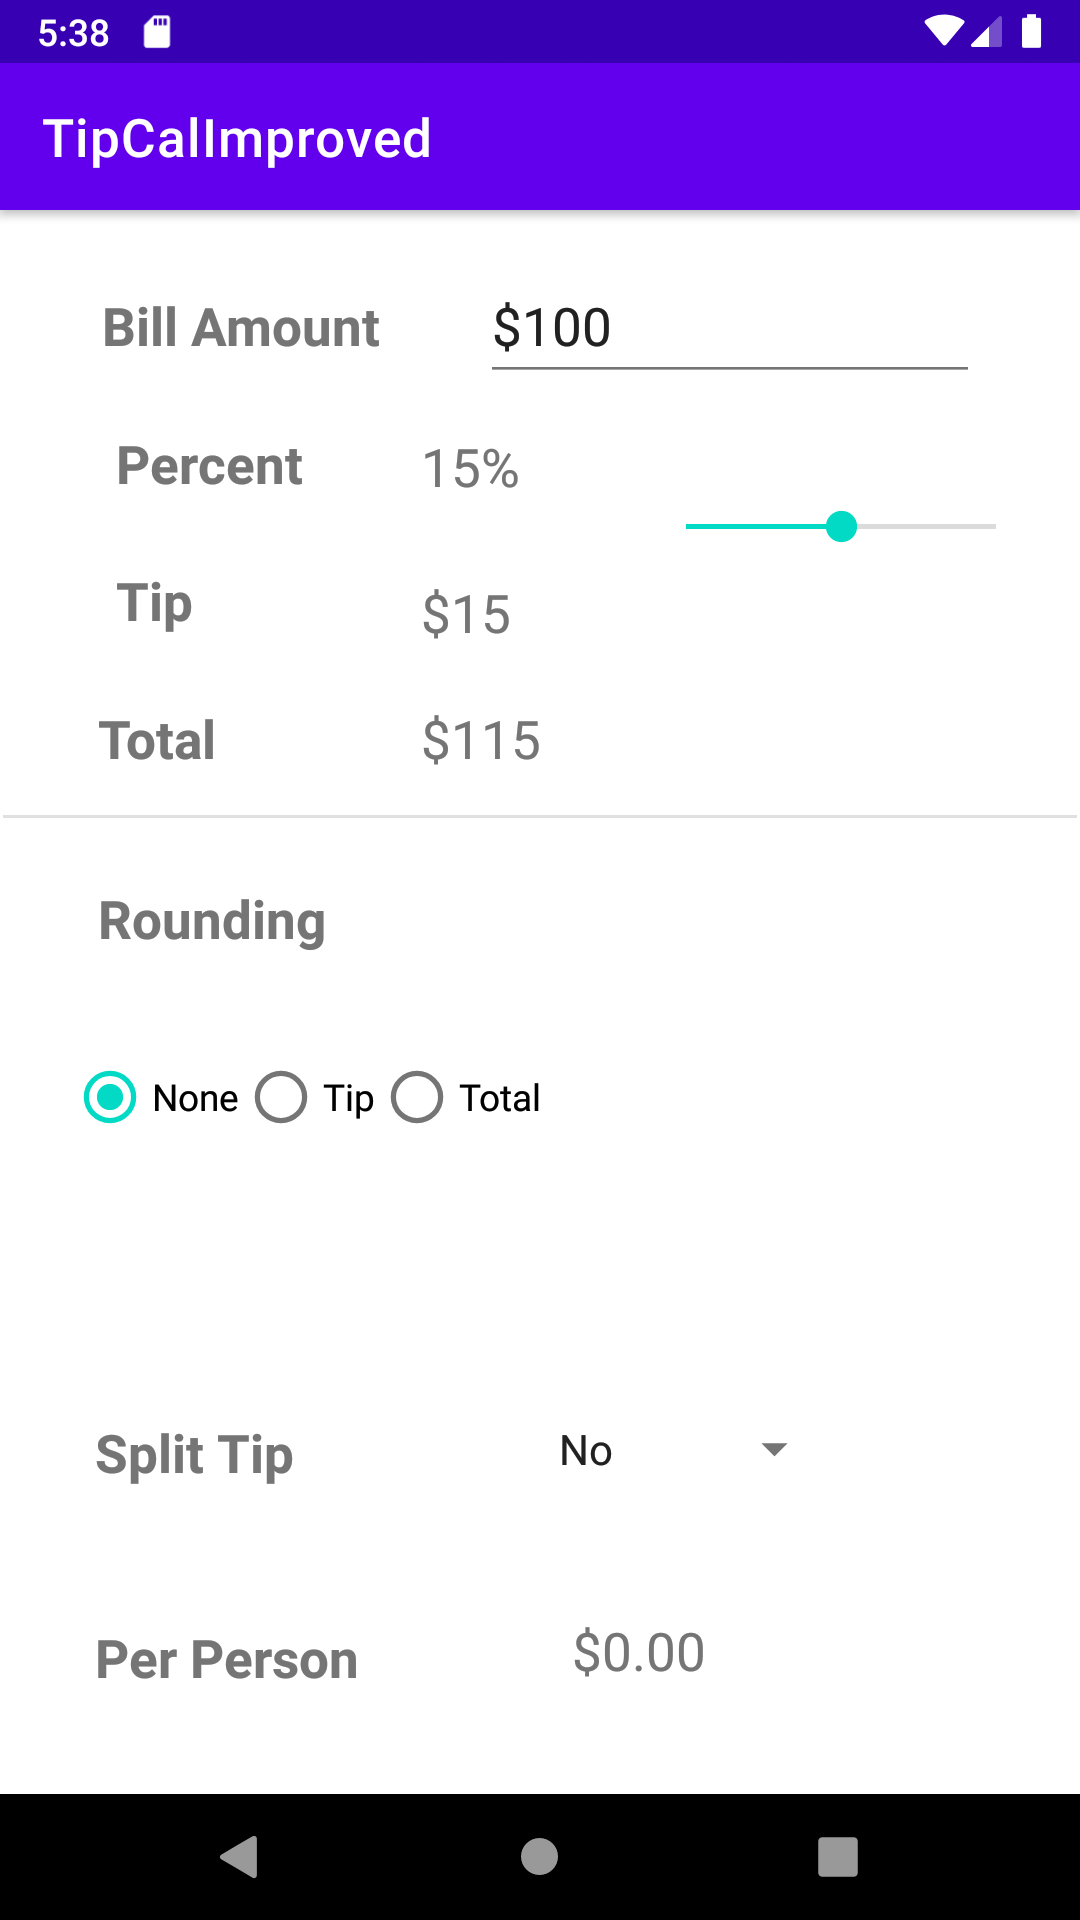 5:38
TipCalImproved
Bill Amount $100
Percent 15%
Tip $15
Total $115
Rounding
None Tip Total
Split Tip No
Per Person $0.00